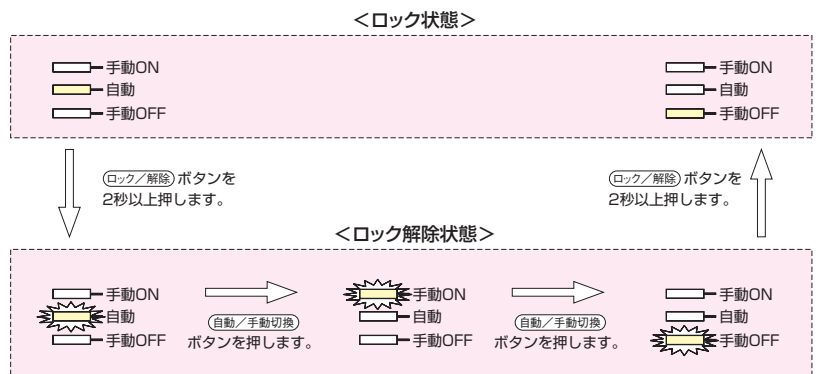 ＜ロック状態＞
手動ON
自動
手動OFF
手動ON
自動
手動OFF
ロック／解除 ボタンを
2秒以上押します。
ロック／解除 ボタンを
2秒以上押します。
＜ロック解除状態＞
手動ON
自動
手動OFF
自動／手動切換
ボタンを押します。
手動ON
自動
手動OFF
自動／手動切換
ボタンを押します。
手動ON
自動
手動OFF